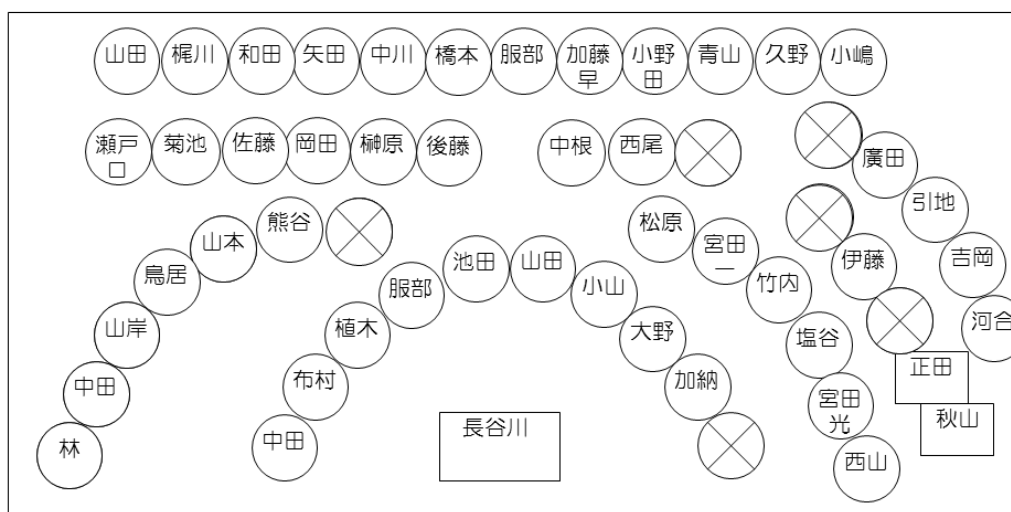 山田 梶川 和田 矢田 中川 橋本 服部 加藤早 小野田 青山 久野 小嶋
瀬戸口 菊池 佐藤 岡田 榊原 後藤 中根 西尾 廣田
引地
熊谷 松原
山本 宮田一
池田 山田 伊藤 吉岡
鳥居 服部 小山 竹内
山岸 植木 大野 塩谷 河合
正田
中田 布村 加納 宮田光
秋山
林 中田 長谷川 西山